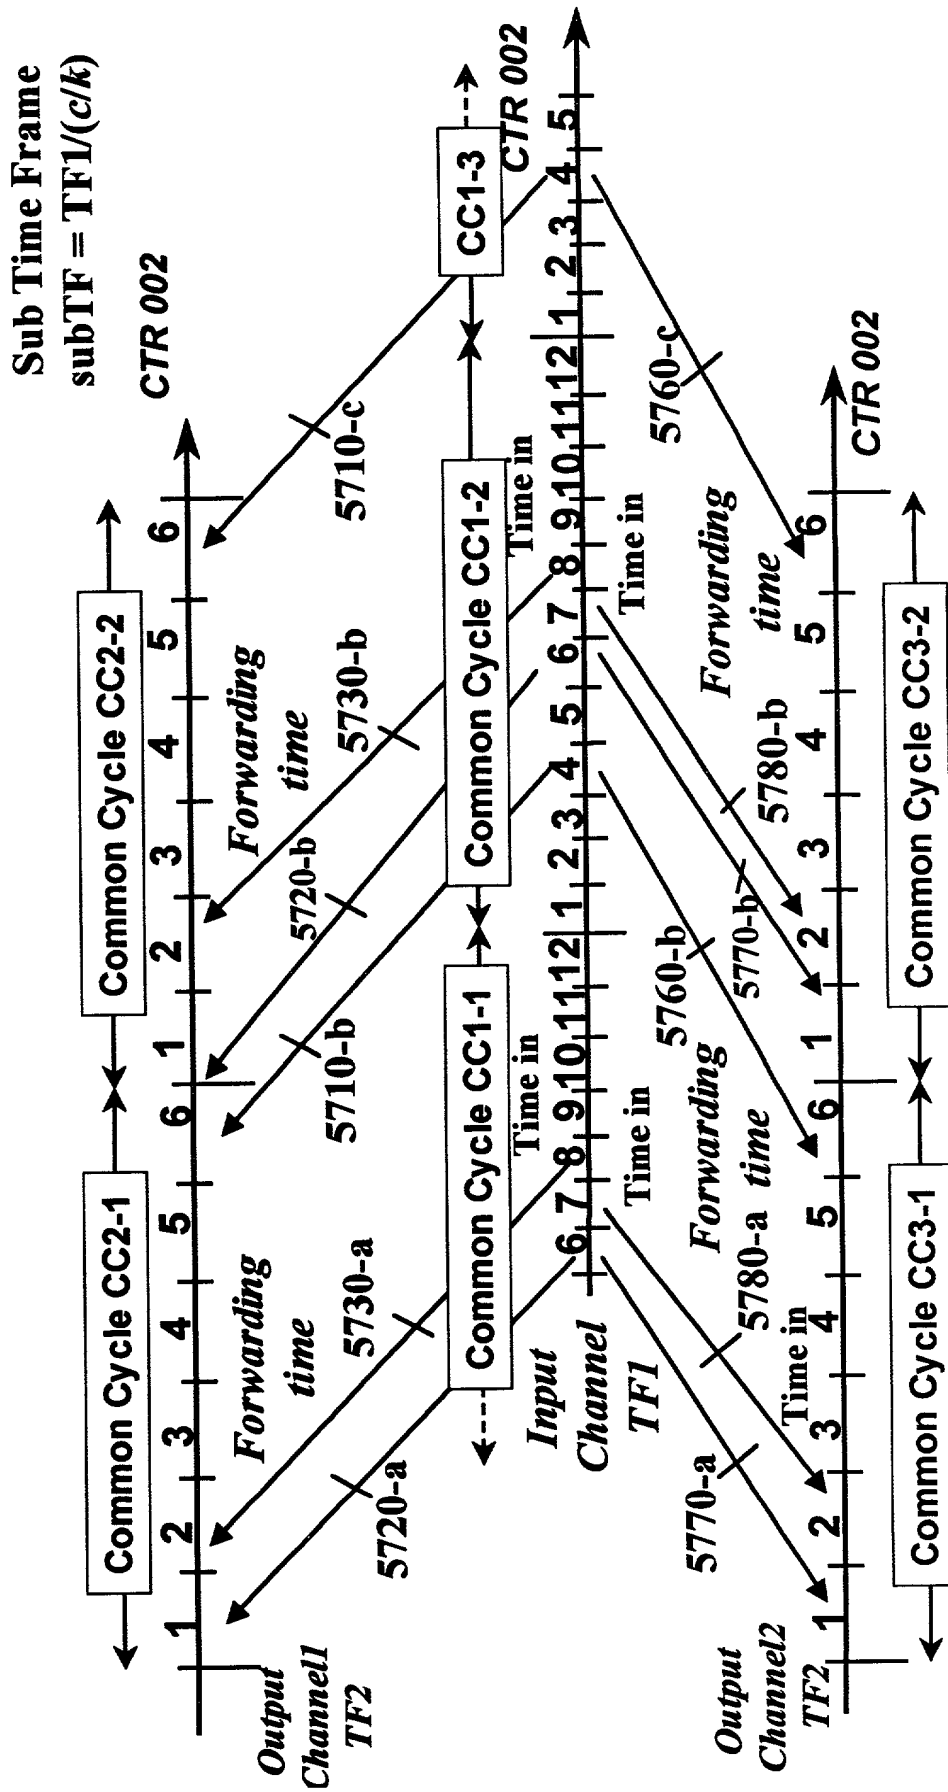 Sub Time Frame
subTF = TF1/(c/k)
Common Cycle CC2-1
Common Cycle CC2-2
CTR 002
1 2 3 4 5 6 1 2 3 4 5 6
Output
Channel1
TF2
Forwarding
time
Forwarding
time
5720-a
5730-a
5710-b
5720-b
5730-b
5710-c
Common Cycle CC1-1
Common Cycle CC1-2
CC1-3
Time in
Time in
CTR 002
6 7 8 9 10 11 12 1 2 3 4 5 6 7 8 9 10 11 12 1 2 3 4 5
Input
Channel
TF1
Time in
Time in
5770-a
5780-a
5760-b
5770-b
5780-b
5760-c
Forwarding
time
Forwarding
time
Time in
CTR 002
1 2 3 4 5 6 1 2 3 4 5 6
Output
Channel2
TF2
Common Cycle CC3-1
Common Cycle CC3-2